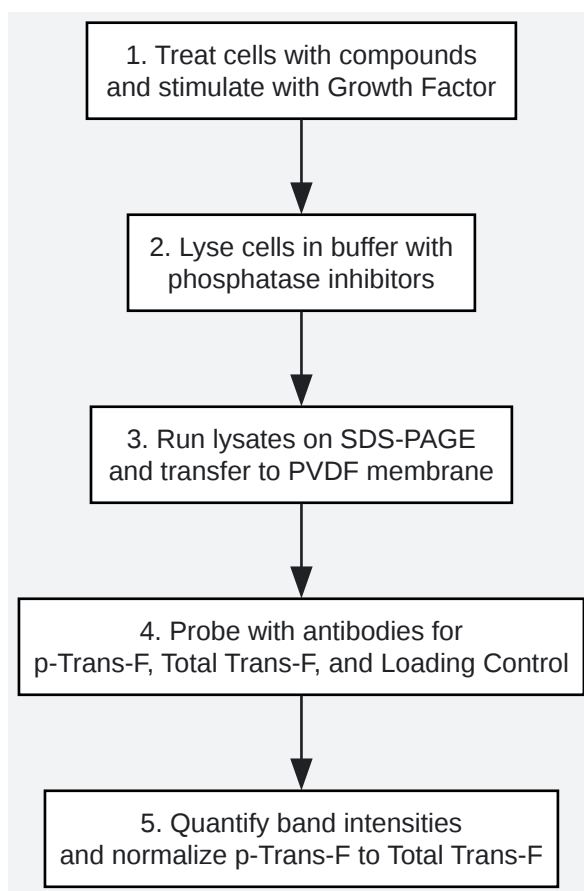 1. Treat cells with compounds
and stimulate with Growth Factor
2. Lyse cells in buffer with
phosphatase inhibitors
3. Run lysates on SDS-PAGE
and transfer to PVDF membrane
4. Probe with antibodies for
p-Trans-F, Total Trans-F, and Loading Control
5. Quantify band intensities
and normalize p-Trans-F to Total Trans-F